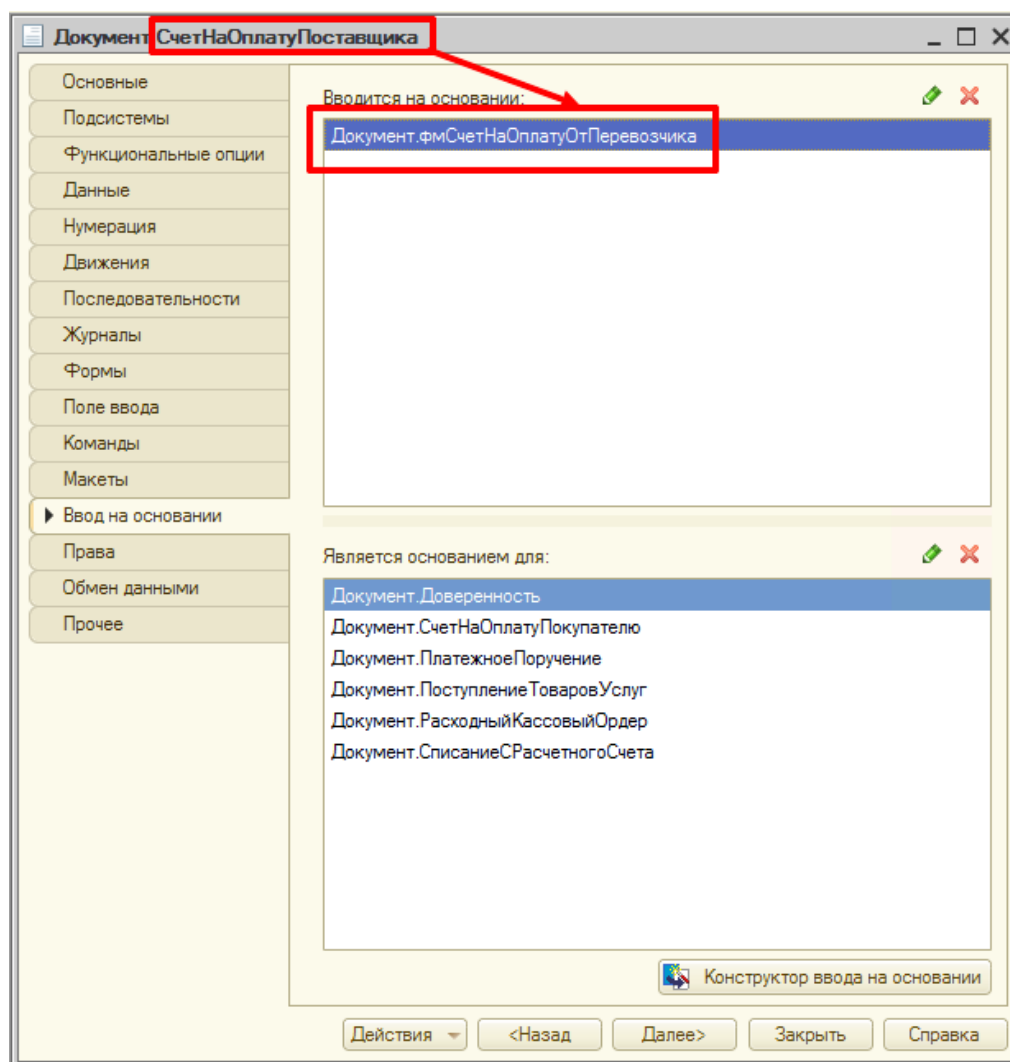 Документ СчетНаОплатуПоставщика
Основные
Подсистемы
Функциональные опции
Данные
Нумерация
Движения
Последовательности
Журналы
Формы
Поле ввода
Команды
Макеты
Ввод на основании
Права
Обмен данными
Прочее
Вводится на основании:
Документ.фмСчетНаОплатуОтПеревозчика
Является основанием для:
Документ.Доверенность
Документ.СчетНаОплатуПокупателю
Документ.ПлатежноеПоручение
Документ.ПоступлениеТоваровУслуг
Документ.РасходныйКассовыйОрдер
Документ.СписаниеСРасчетногоСчета
Конструктор ввода на основании
Действия <Назад Далее> Закрыть Справка